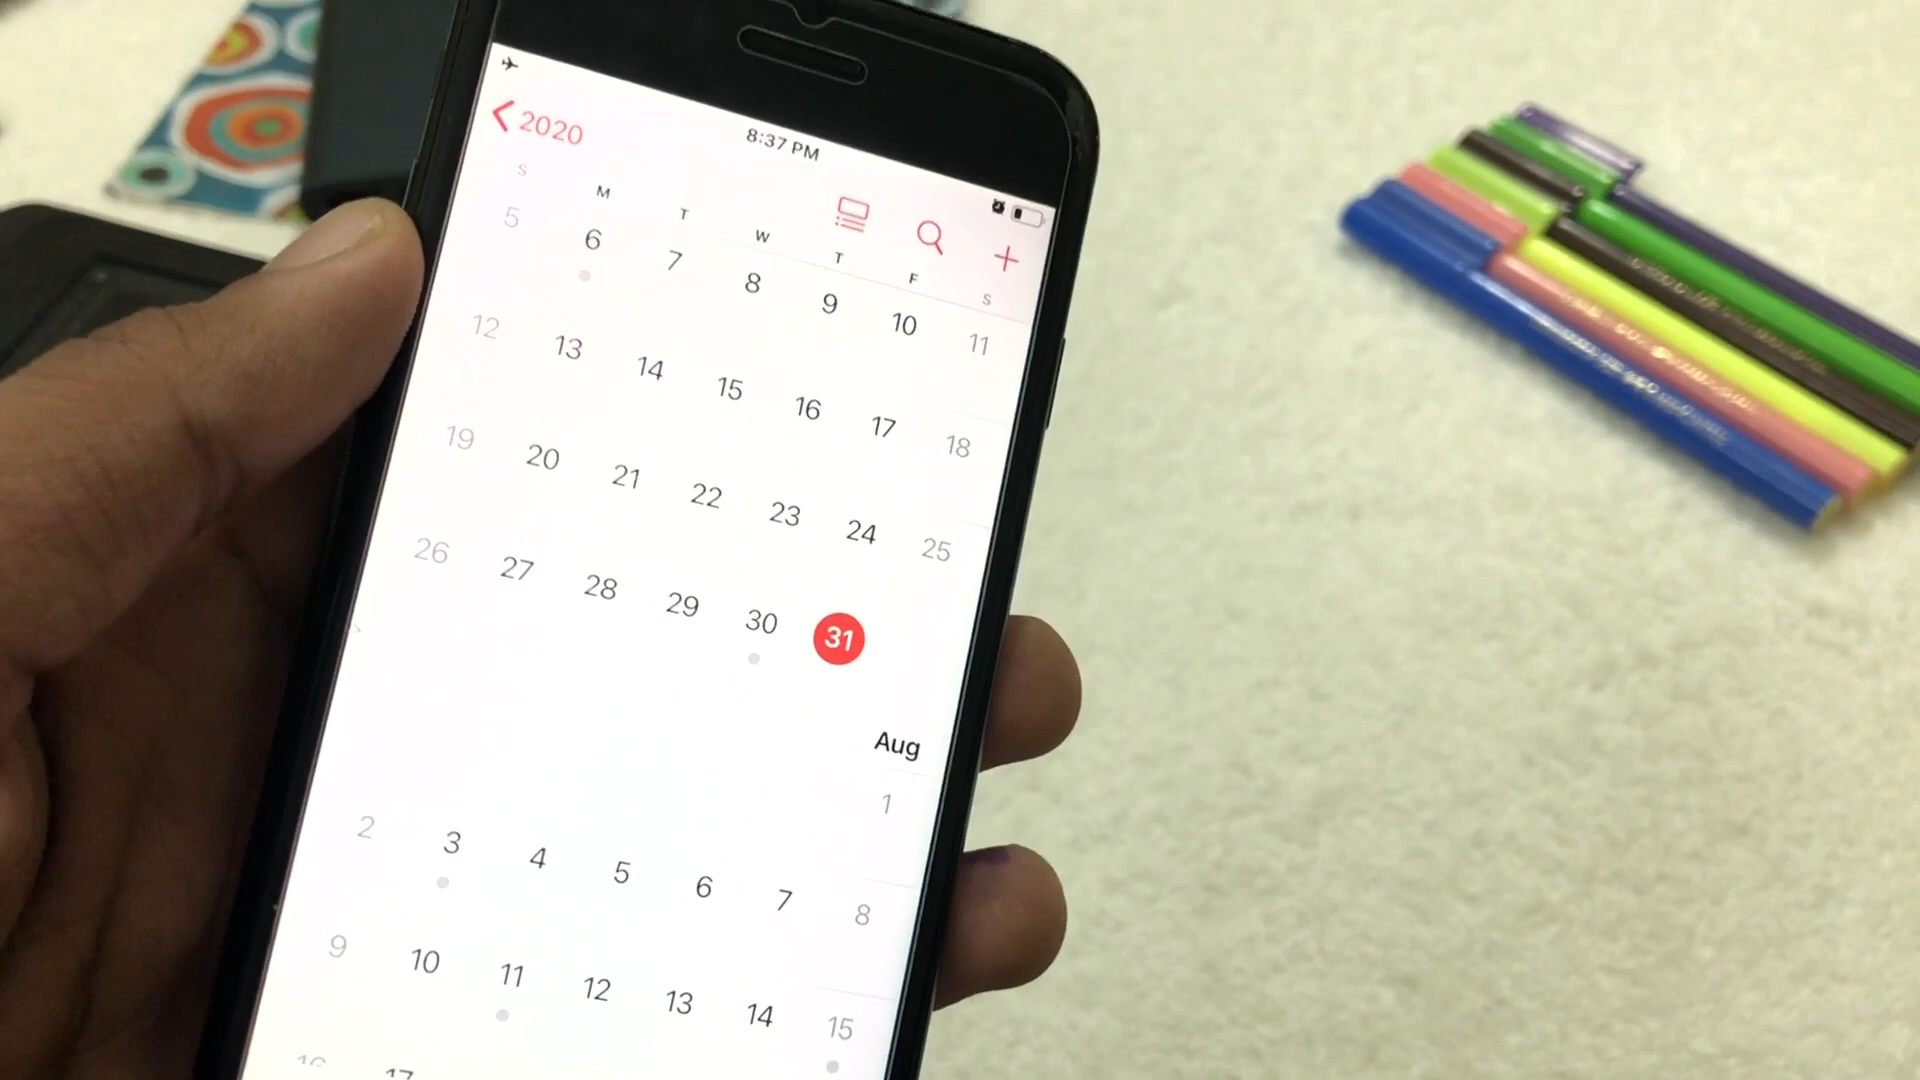 2020
8:37 PM
S M T W T F S
5 6 7 8 9 10 11
12 13 14 15 16 17 18
19 20 21 22 23 24 25
26 27 28 29 30 31
Aug
1
2 3 4 5 6 7 8
9 10 11 12 13 14 15
17